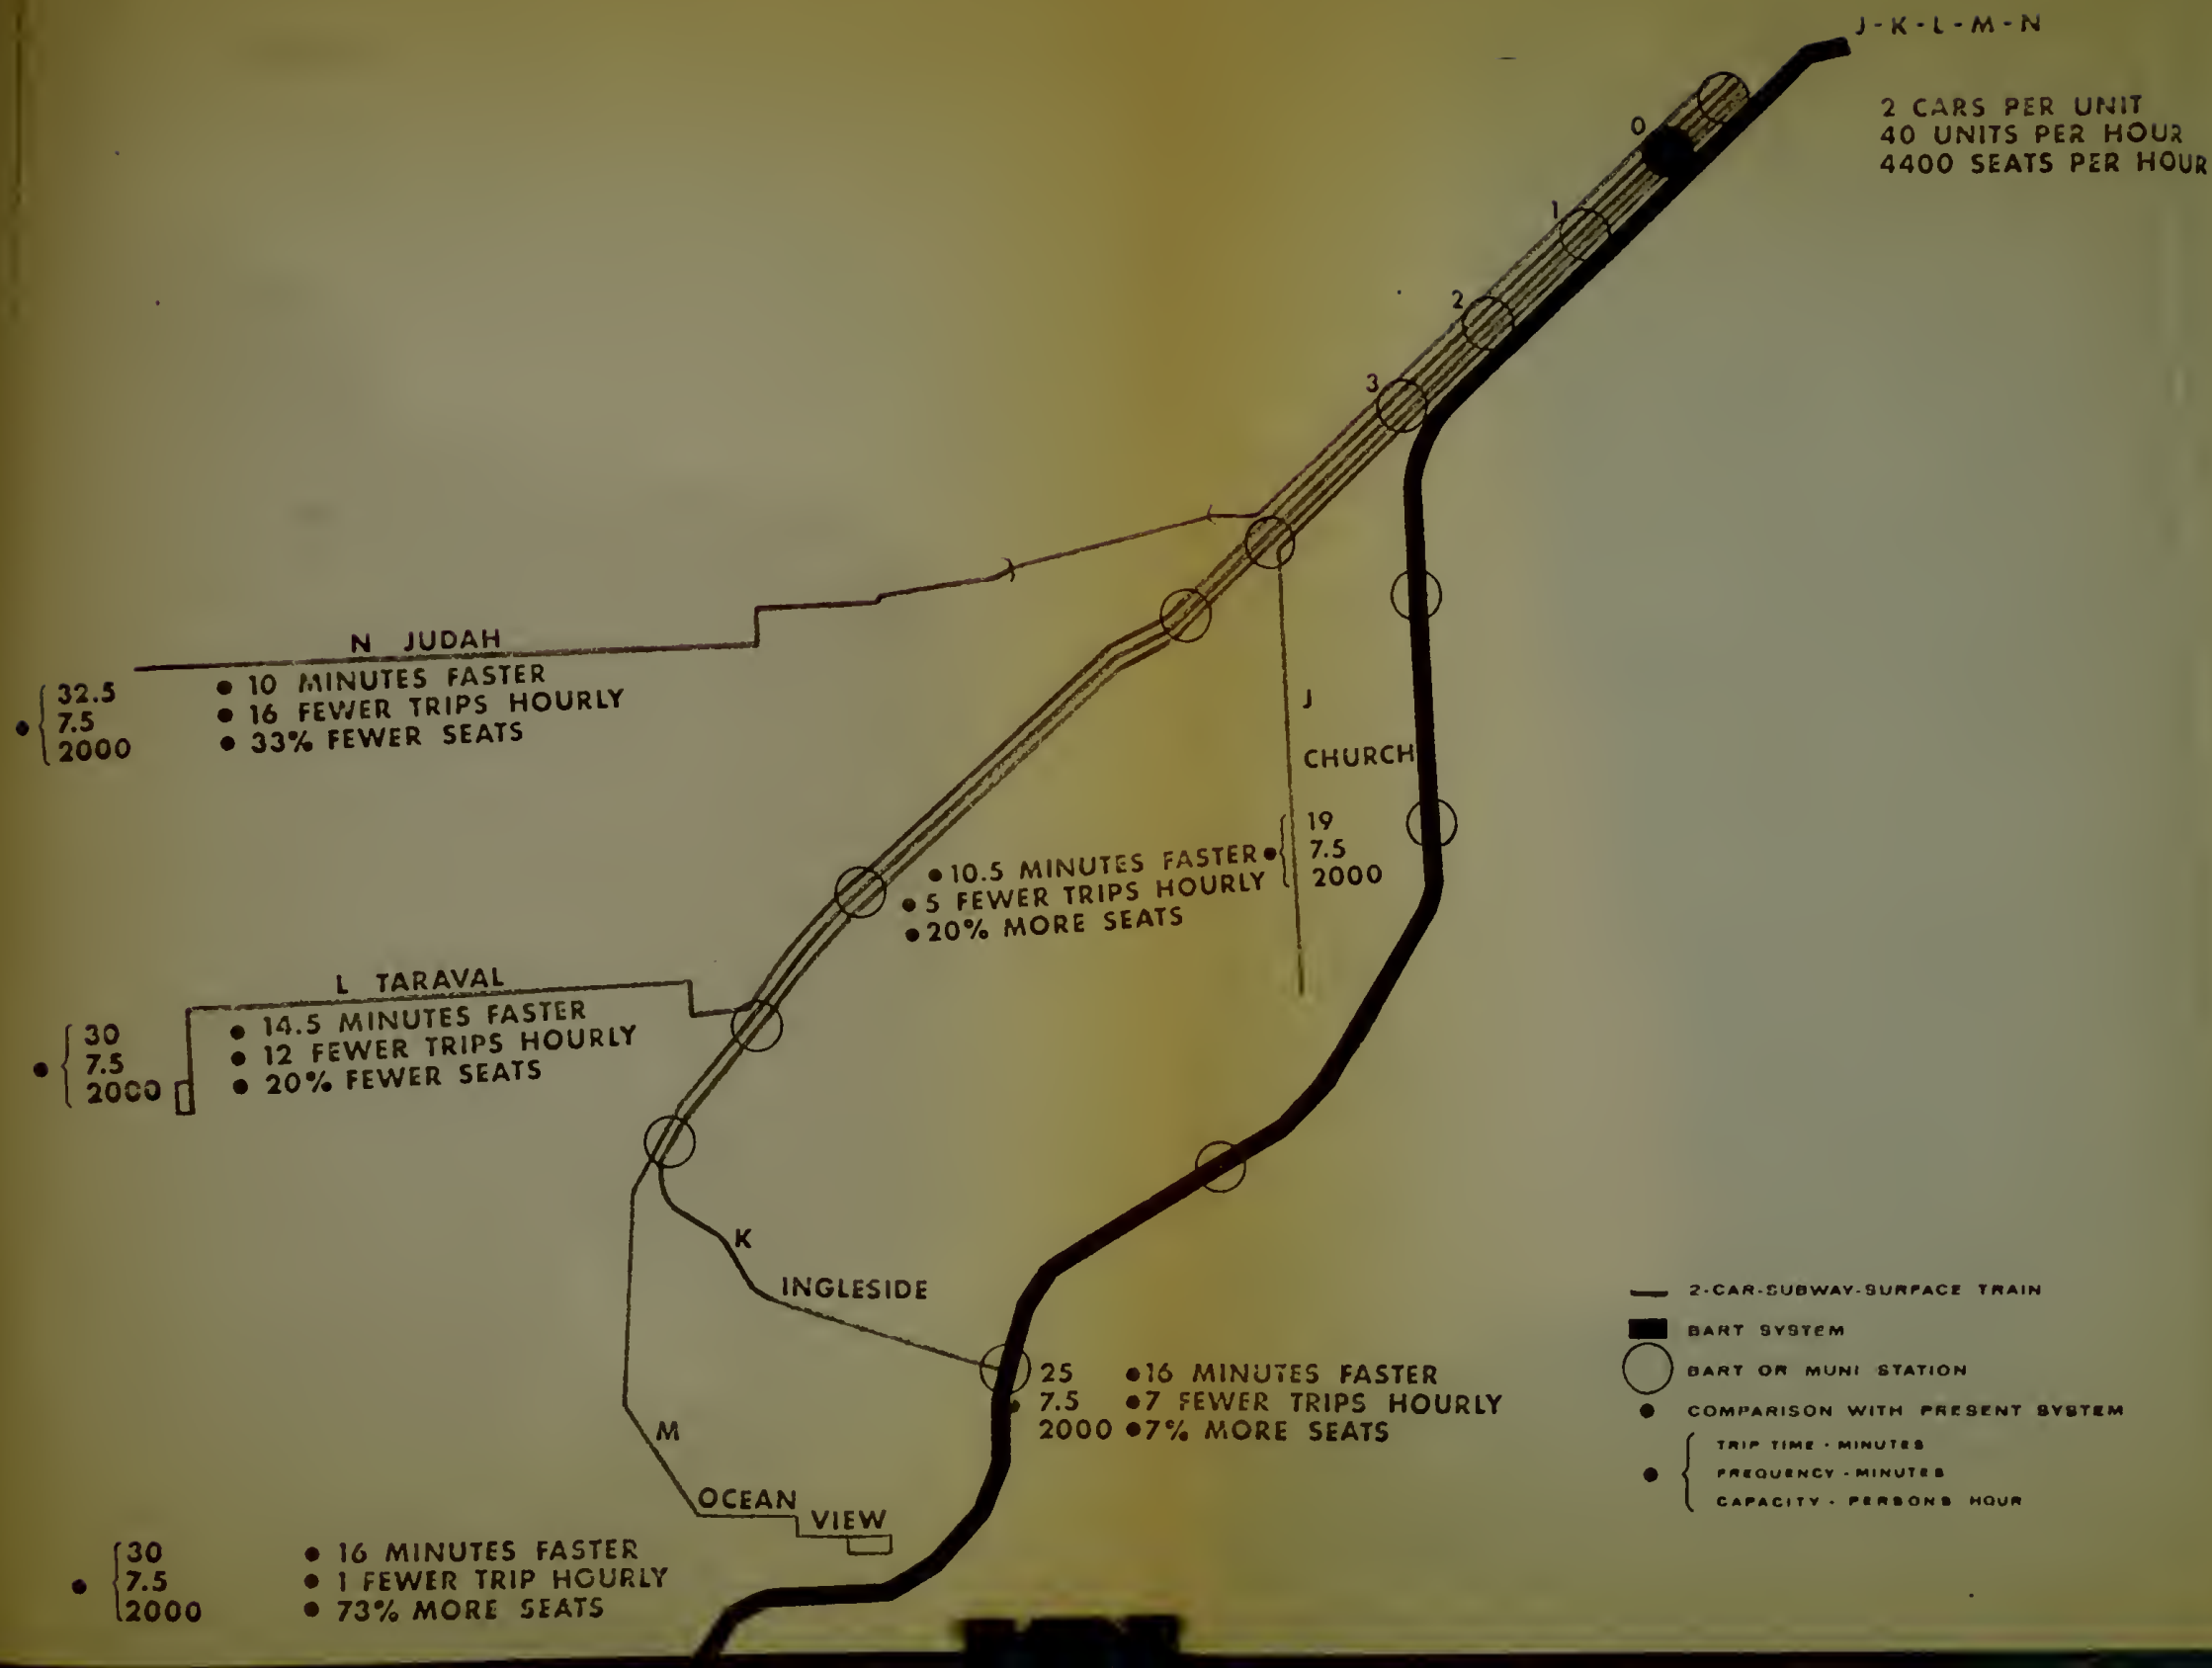 J-K-L-M-N
2 CARS PER UNIT
40 UNITS PER HOUR
4400 SEATS PER HOUR
0
1
2
3
N JUDAH
32.5
7.5
2000
● 10 MINUTES FASTER
● 16 FEWER TRIPS HOURLY
● 33% FEWER SEATS
J
CHURCH
19
7.5
2000
● 10.5 MINUTES FASTER
● 5 FEWER TRIPS HOURLY
● 20% MORE SEATS
L TARAVAL
30
7.5
2000
● 14.5 MINUTES FASTER
● 12 FEWER TRIPS HOURLY
● 20% FEWER SEATS
K
INGLESIDE
25
7.5
2000
● 16 MINUTES FASTER
● 7 FEWER TRIPS HOURLY
● 7% MORE SEATS
M
OCEAN
VIEW
30
7.5
2000
● 16 MINUTES FASTER
● 1 FEWER TRIP HOURLY
● 73% MORE SEATS
2-CAR-SUBWAY-SURFACE TRAIN
BART SYSTEM
BART OR MUNI STATION
COMPARISON WITH PRESENT SYSTEM
TRIP TIME - MINUTES
FREQUENCY - MINUTES
CAPACITY - PERSONS HOUR